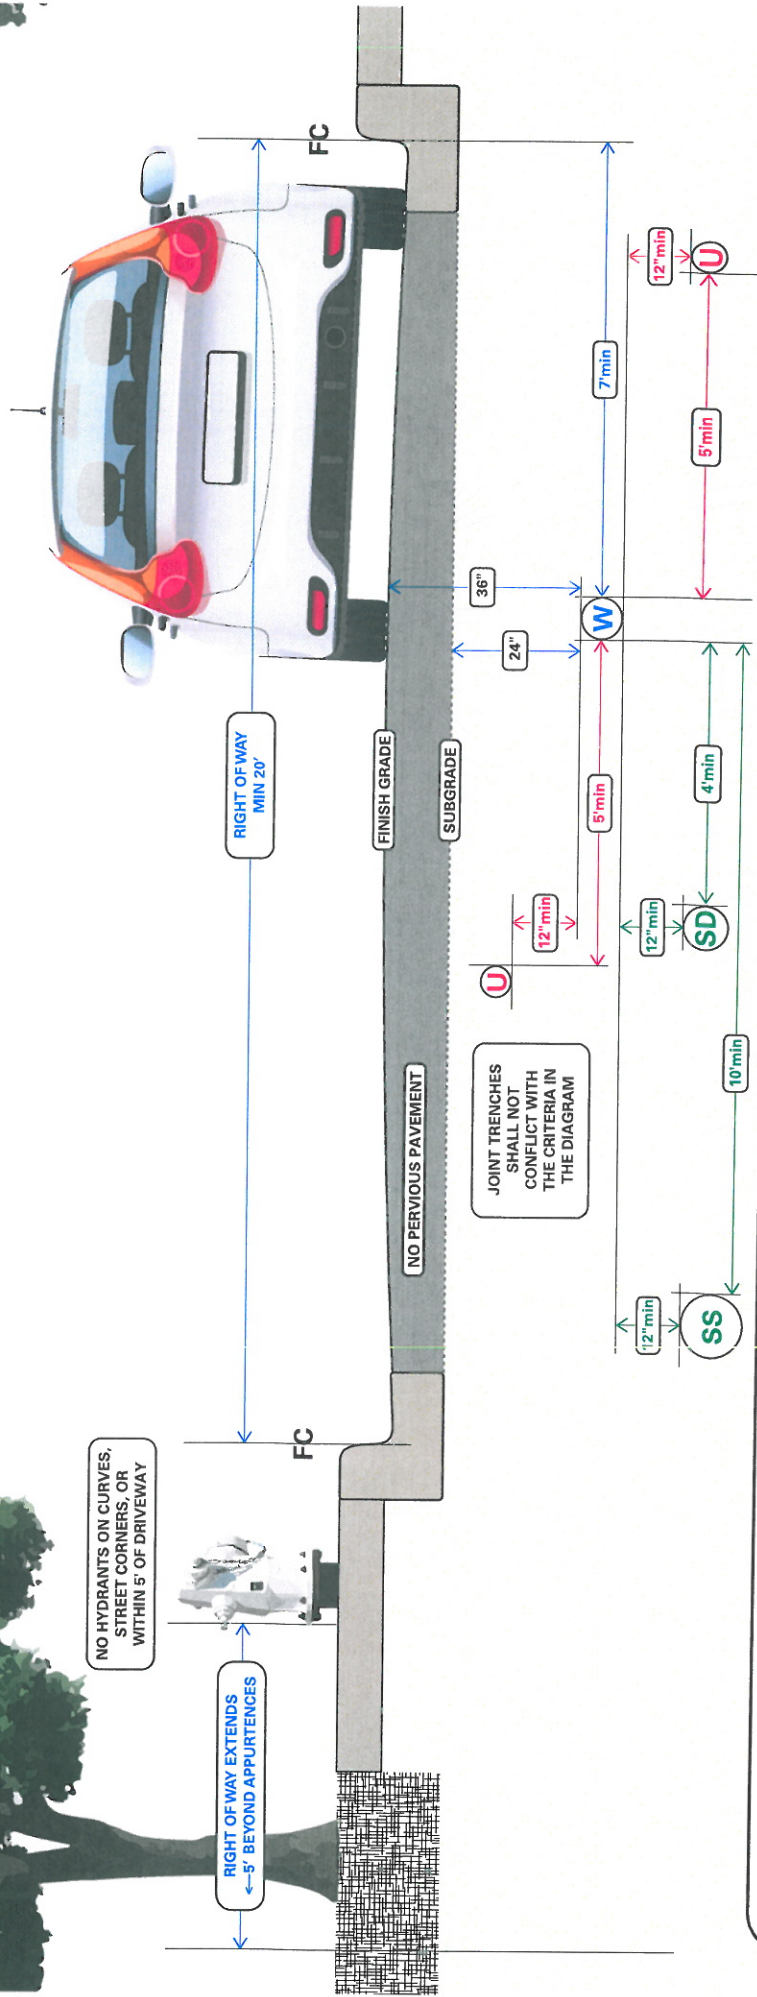 NO HYDRANTS ON CURVES,
STREET CORNERS, OR
WITHIN 5' OF DRIVEWAY
RIGHT OF WAY EXTENDS
←5' BEYOND APPURTENCES
RIGHT OF WAY
MIN 20'
FC
FC
FINISH GRADE
SUBGRADE
NO PERVIOUS PAVEMENT
JOINT TRENCHES
SHALL NOT
CONFLICT WITH
THE CRITERIA IN
THE DIAGRAM
36"
24"
U
12"min
5'min
W
7'min
12"min
U
5'min
4'min
12"min
SD
10'min
12"min
SS